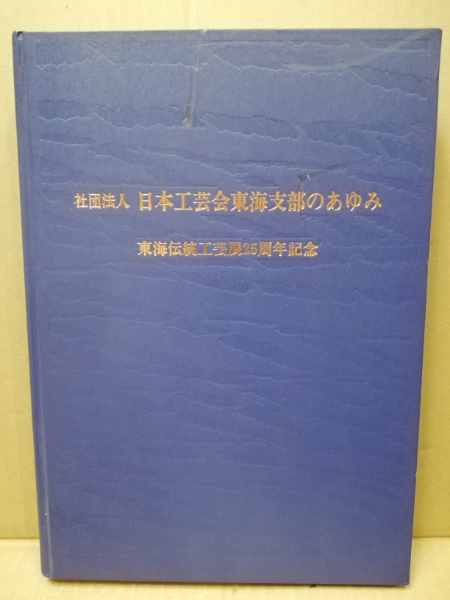 社団法人 日本工芸会東海支部のあゆみ
東海伝統工芸展25周年記念